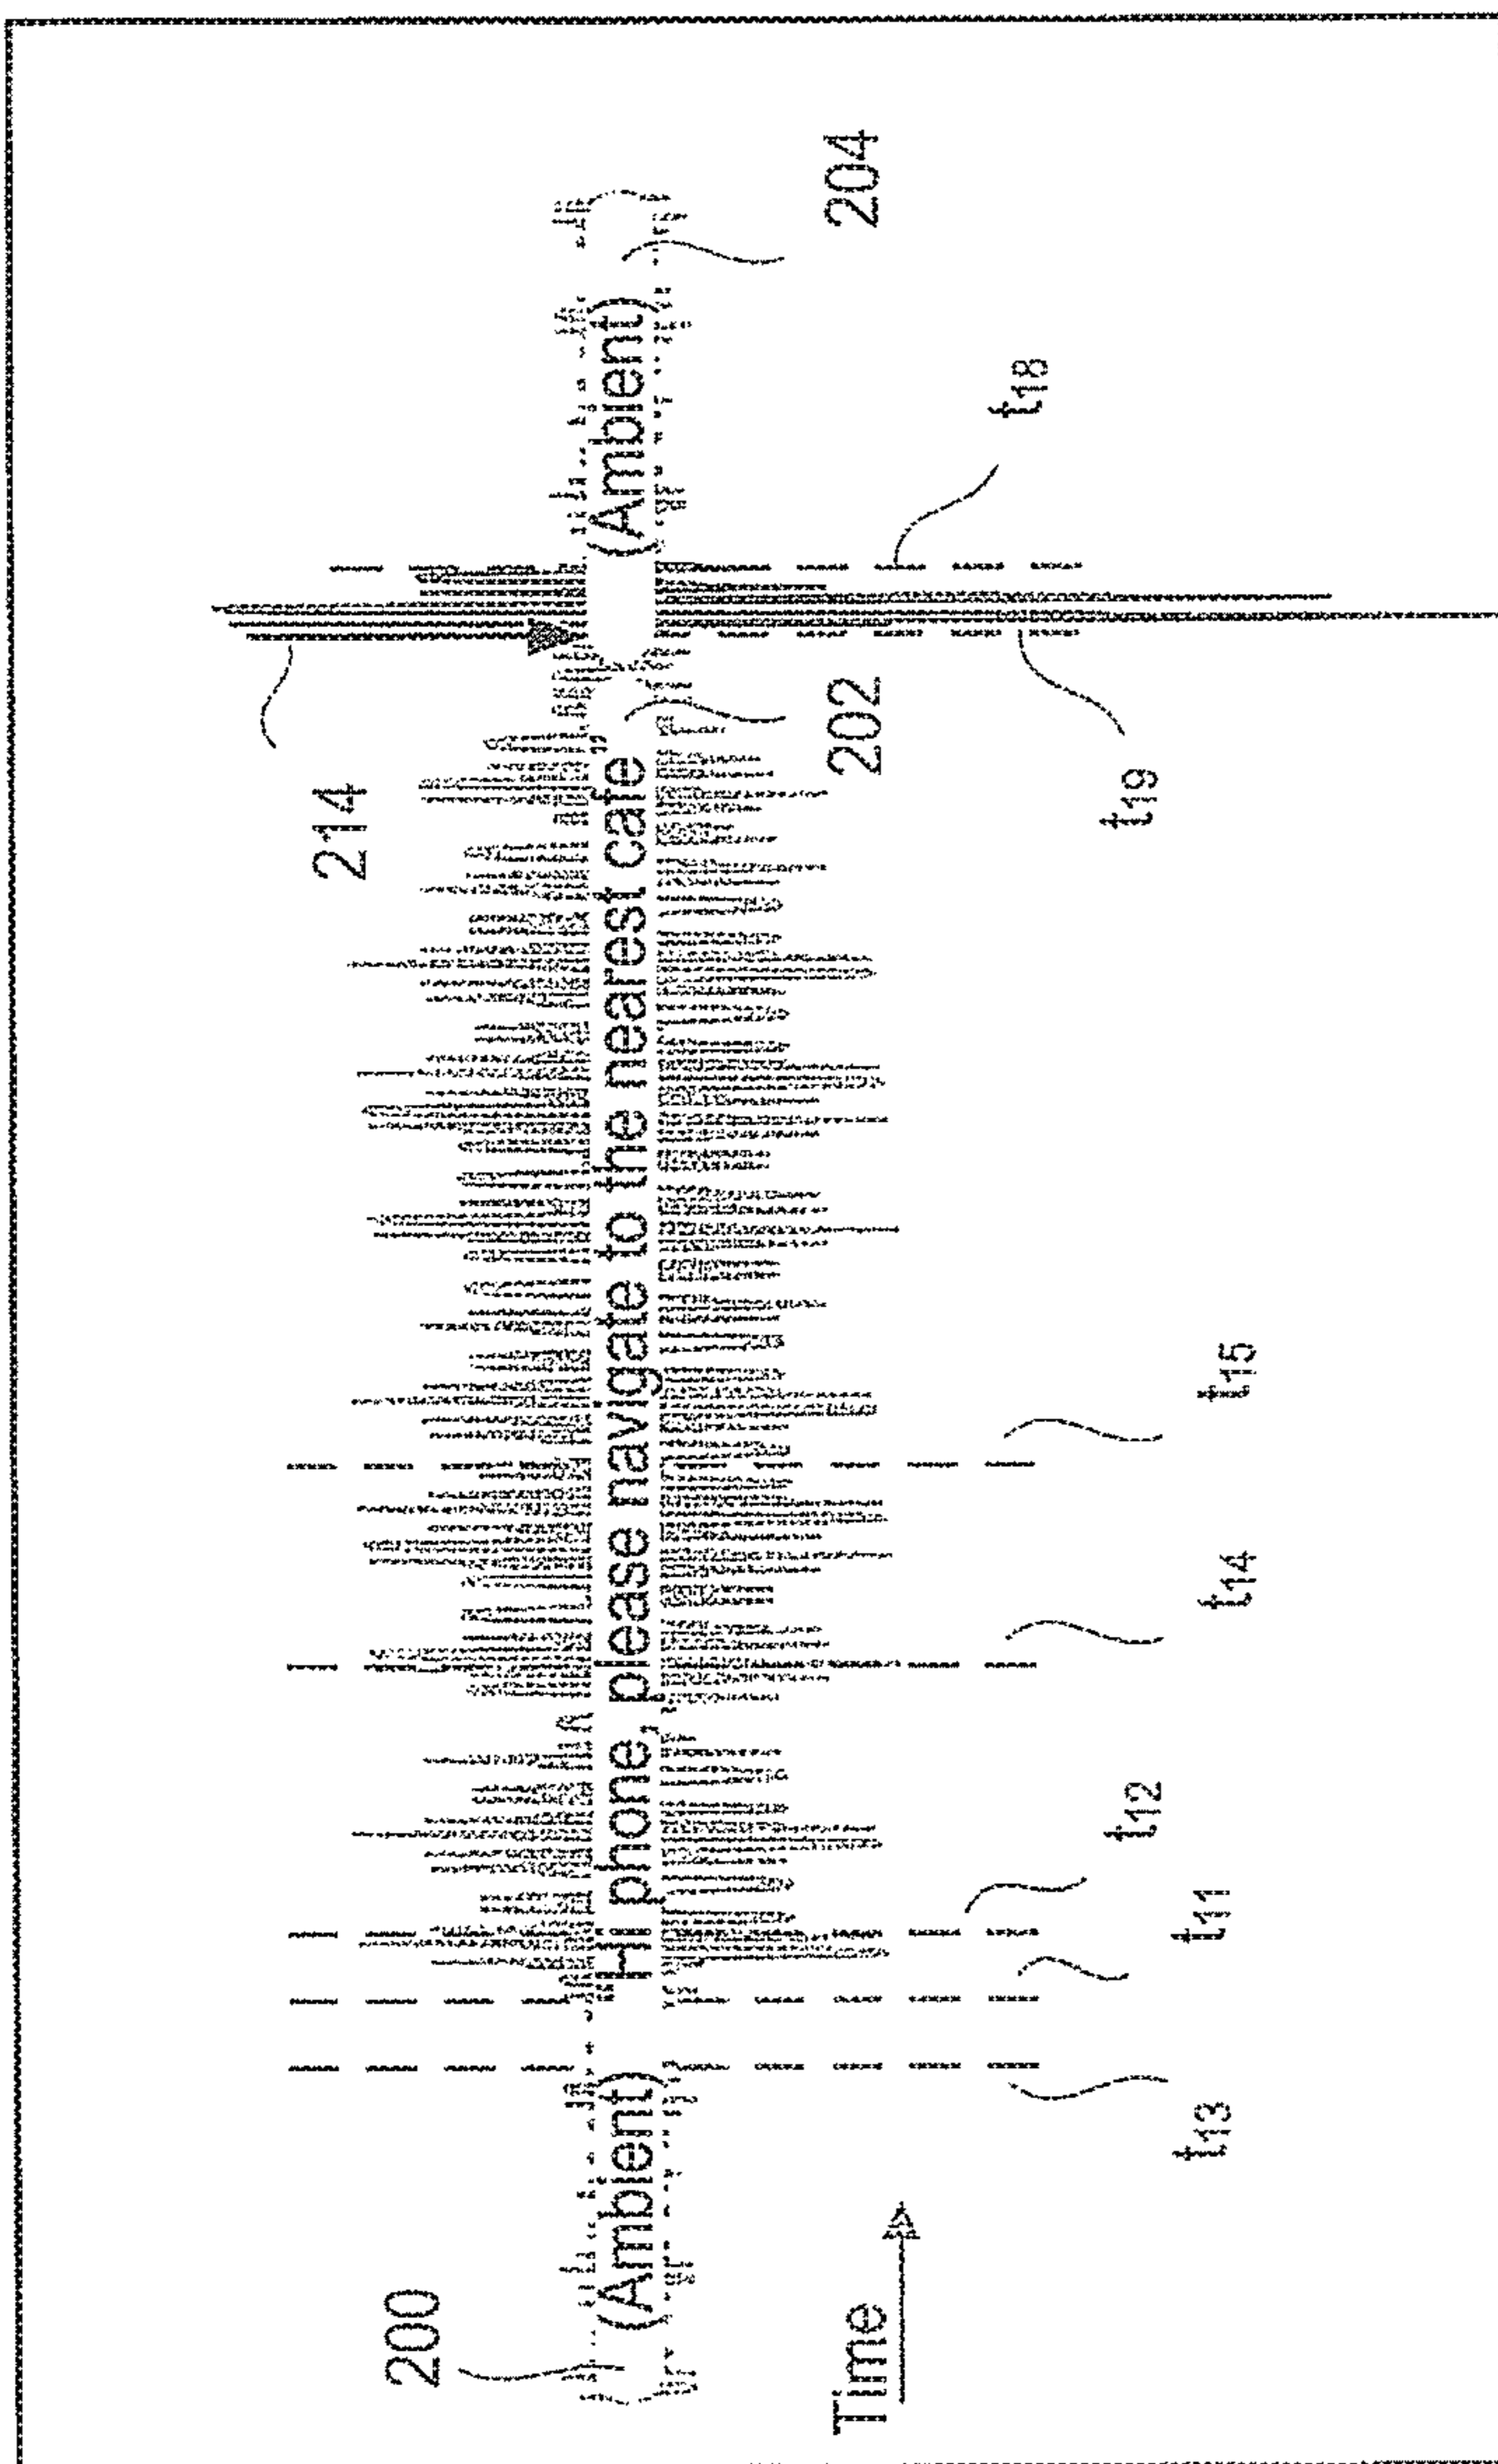 214
204
200
(Ambient) "Hi phone, please navigate to the nearest cafe" (Ambient)
202
t18
t19
Time
t12
t13
t11
t14
t15